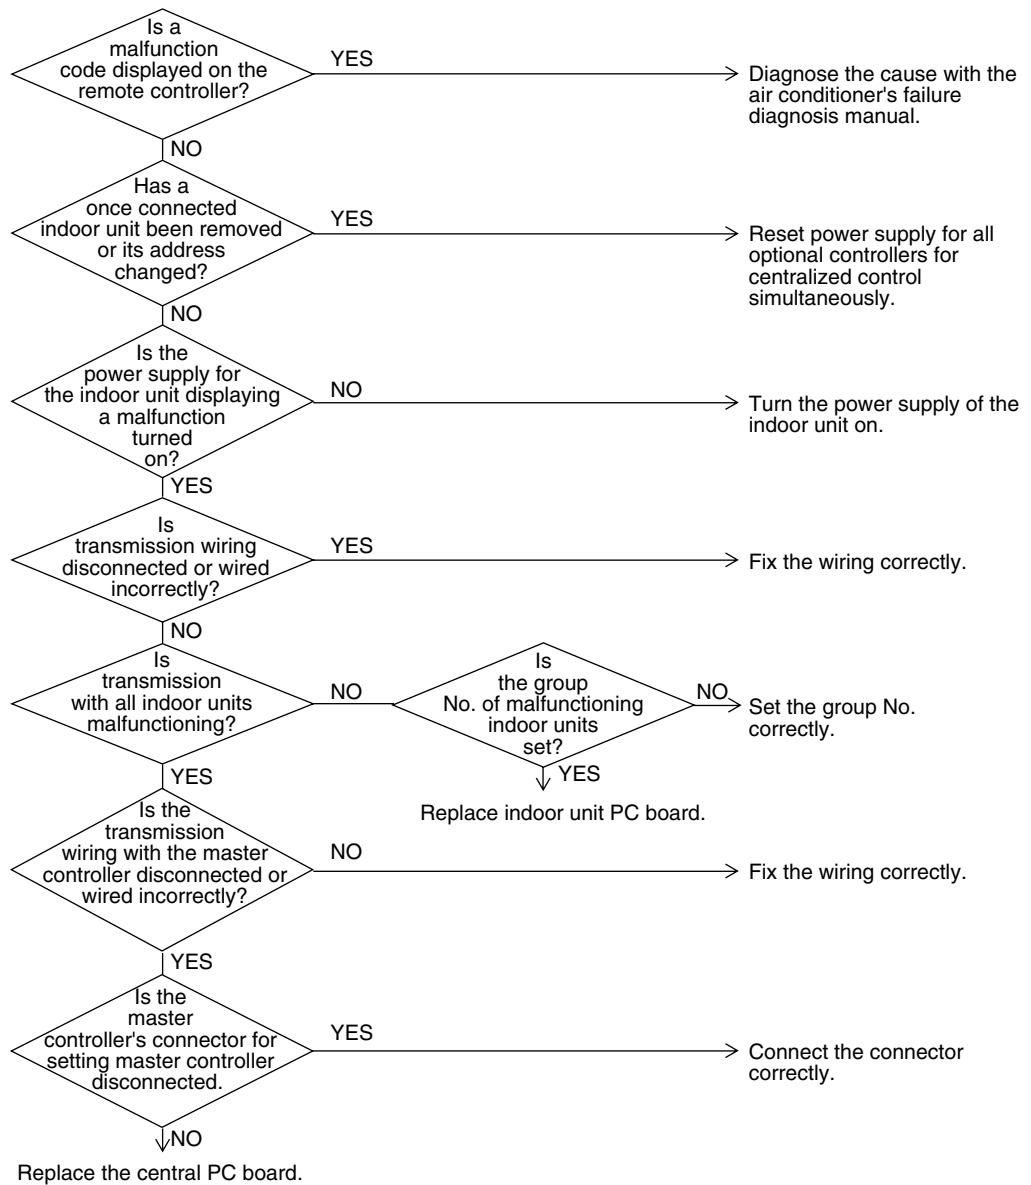 Is a
malfunction
code displayed on the
remote controller?
YES
Diagnose the cause with the
air conditioner's failure
diagnosis manual.
NO
Has a
once connected
indoor unit been removed
or its address
changed?
YES
Reset power supply for all
optional controllers for
centralized control
simultaneously.
NO
Is the
power supply for
the indoor unit displaying
a malfunction
turned
on?
NO
Turn the power supply of the
indoor unit on.
YES
Is
transmission wiring
disconnected or wired
incorrectly?
YES
Fix the wiring correctly.
NO
Is
transmission
with all indoor units
malfunctioning?
NO
Is
the group
No. of malfunctioning
indoor units
set?
NO
Set the group No.
correctly.
YES
Replace indoor unit PC board.
YES
Is the
transmission
wiring with the master
controller disconnected or
wired incorrectly?
NO
Fix the wiring correctly.
YES
Is the
master
controller's connector for
setting master controller
disconnected.
YES
Connect the connector
correctly.
NO
Replace the central PC board.